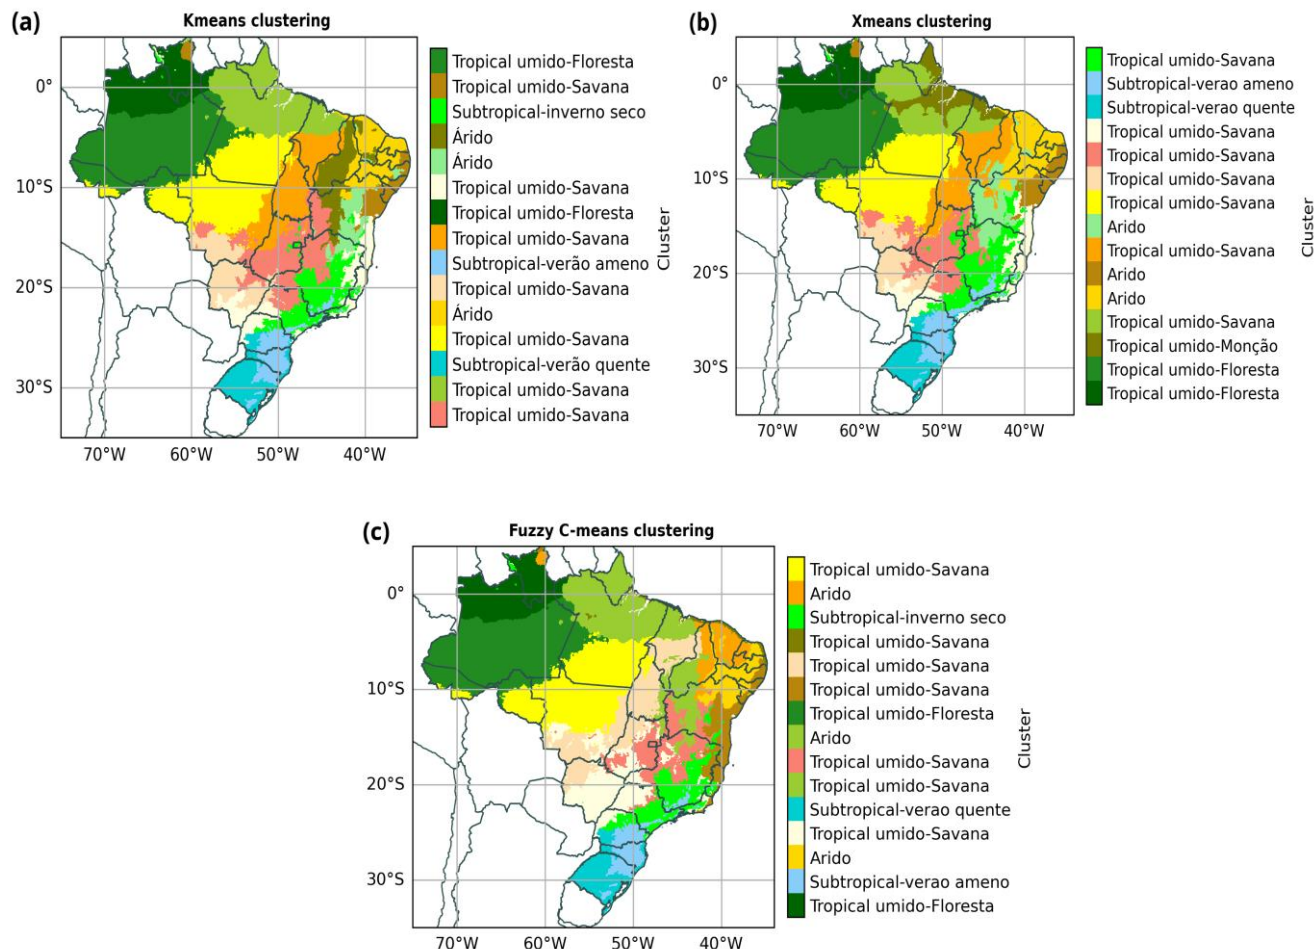 (a)
Kmeans clustering
0°
10°S
20°S
30°S
70°W 60°W 50°W 40°W
Tropical umido-Floresta
Tropical umido-Savana
Subtropical-inverno seco
Árido
Árido
Tropical umido-Savana
Tropical umido-Floresta
Tropical umido-Savana
Subtropical-verão ameno
Tropical umido-Savana
Árido
Tropical umido-Savana
Subtropical-verão quente
Tropical umido-Savana
Tropical umido-Savana
Cluster
(b)
Xmeans clustering
0°
10°S
20°S
30°S
70°W 60°W 50°W 40°W
Tropical umido-Savana
Subtropical-verao ameno
Subtropical-verao quente
Tropical umido-Savana
Tropical umido-Savana
Tropical umido-Savana
Tropical umido-Savana
Arido
Tropical umido-Savana
Arido
Arido
Tropical umido-Savana
Tropical umido-Monção
Tropical umido-Floresta
Tropical umido-Floresta
Cluster
(c)
Fuzzy C-means clustering
0°
10°S
20°S
30°S
70°W 60°W 50°W 40°W
Tropical umido-Savana
Arido
Subtropical-inverno seco
Tropical umido-Savana
Tropical umido-Savana
Tropical umido-Savana
Tropical umido-Floresta
Arido
Tropical umido-Savana
Tropical umido-Savana
Subtropical-verao quente
Tropical umido-Savana
Arido
Subtropical-verao ameno
Tropical umido-Floresta
Cluster